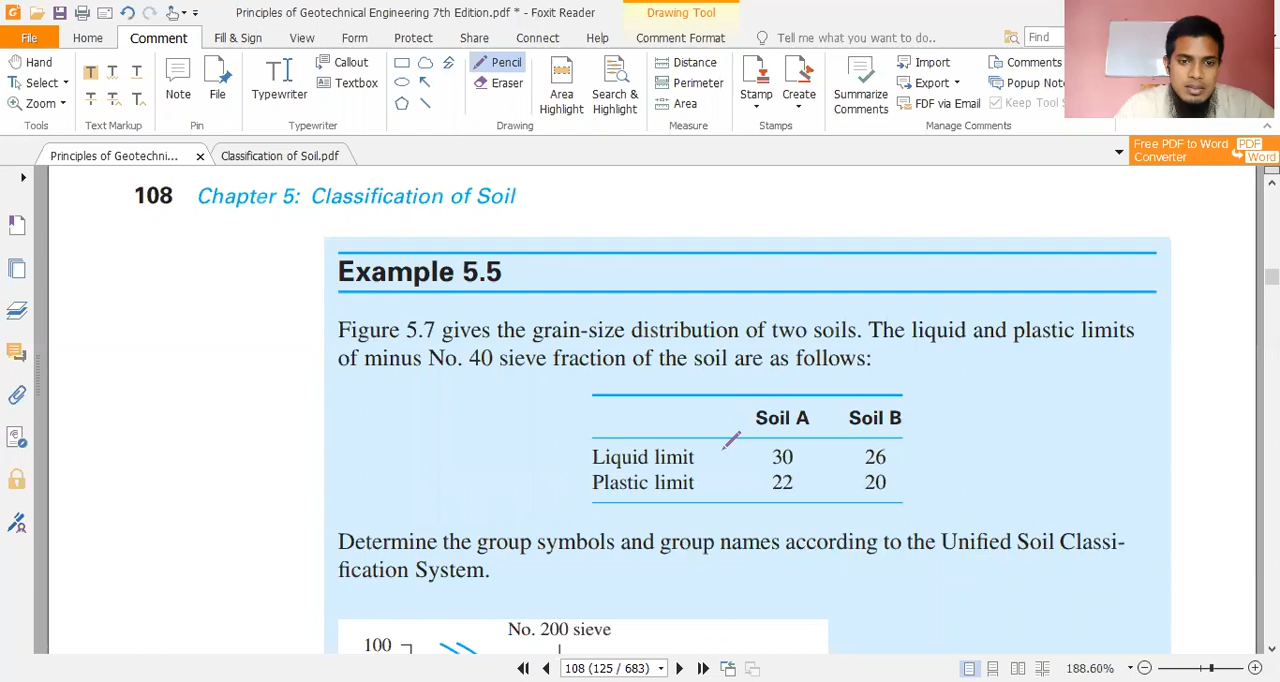 Principles of Geotechnical Engineering 7th Edition.pdf * - Foxit Reader
Drawing Tool
File Home Comment Fill & Sign View Form Protect Share Connect Help Comment Format Tell me what you want to do.. Find
Hand
Select
Zoom
Tools
Text Markup
Note
File
Pin
Typewriter
Callout
Textbox
Typewriter
Pencil
Eraser
Drawing
Area Highlight
Search & Highlight
Distance
Perimeter
Area
Measure
Stamp
Create
Stamps
Summarize Comments
Import
Export
FDF via Email
Comments
Popup Note
Keep Tool S
Manage Comments
Principles of Geotechni... x Classification of Soil.pdf
Free PDF to Word Converter
PDF
Word
108 Chapter 5: Classification of Soil
Example 5.5
Figure 5.7 gives the grain-size distribution of two soils. The liquid and plastic limits
of minus No. 40 sieve fraction of the soil are as follows:
Soil A Soil B
Liquid limit 30 26
Plastic limit 22 20
Determine the group symbols and group names according to the Unified Soil Classi-
fication System.
No. 200 sieve
100
108 (125 / 683)
188.60%